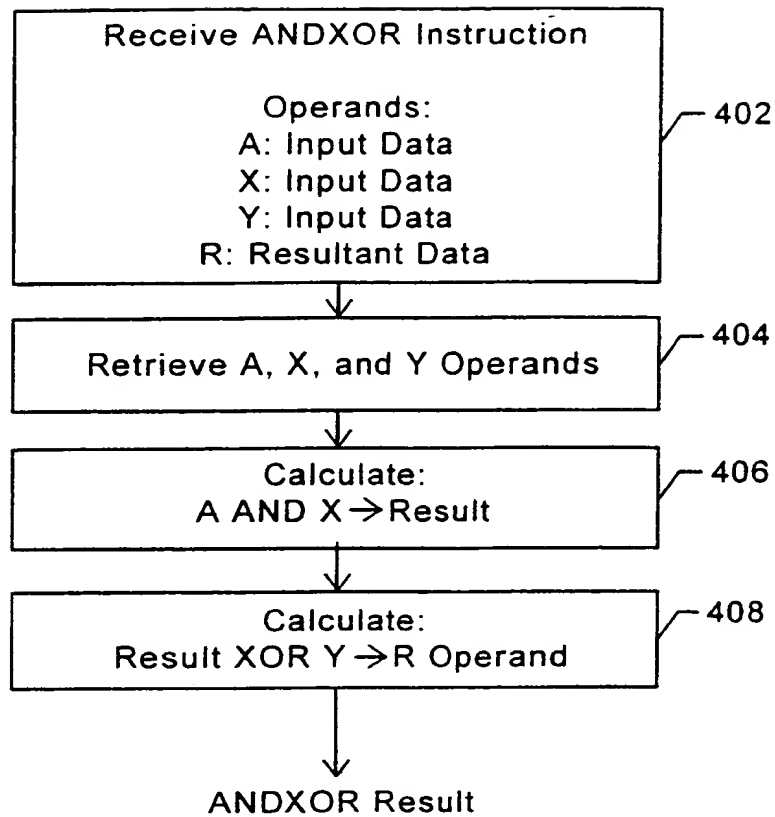 Receive ANDXOR Instruction
Operands:
A: Input Data
X: Input Data
Y: Input Data
R: Resultant Data
402
Retrieve A, X, and Y Operands
404
Calculate:
A AND X → Result
406
Calculate:
Result XOR Y → R Operand
408
ANDXOR Result